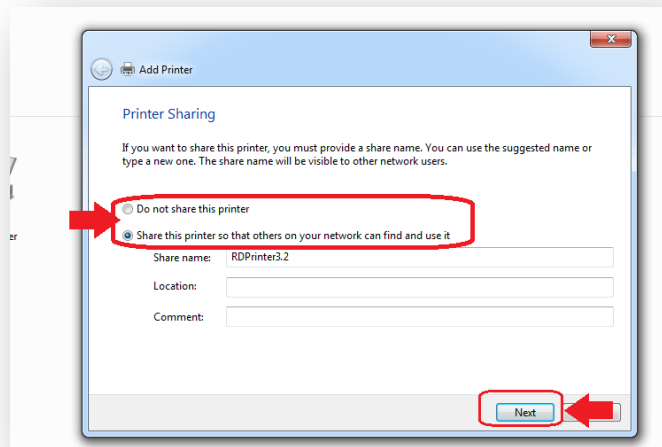 Add Printer
Printer Sharing
If you want to share this printer, you must provide a share name. You can use the suggested name or
type a new one. The share name will be visible to other network users.
Do not share this printer
Share this printer so that others on your network can find and use it
Share name: RDPrinter3.2
Location:
Comment:
Next